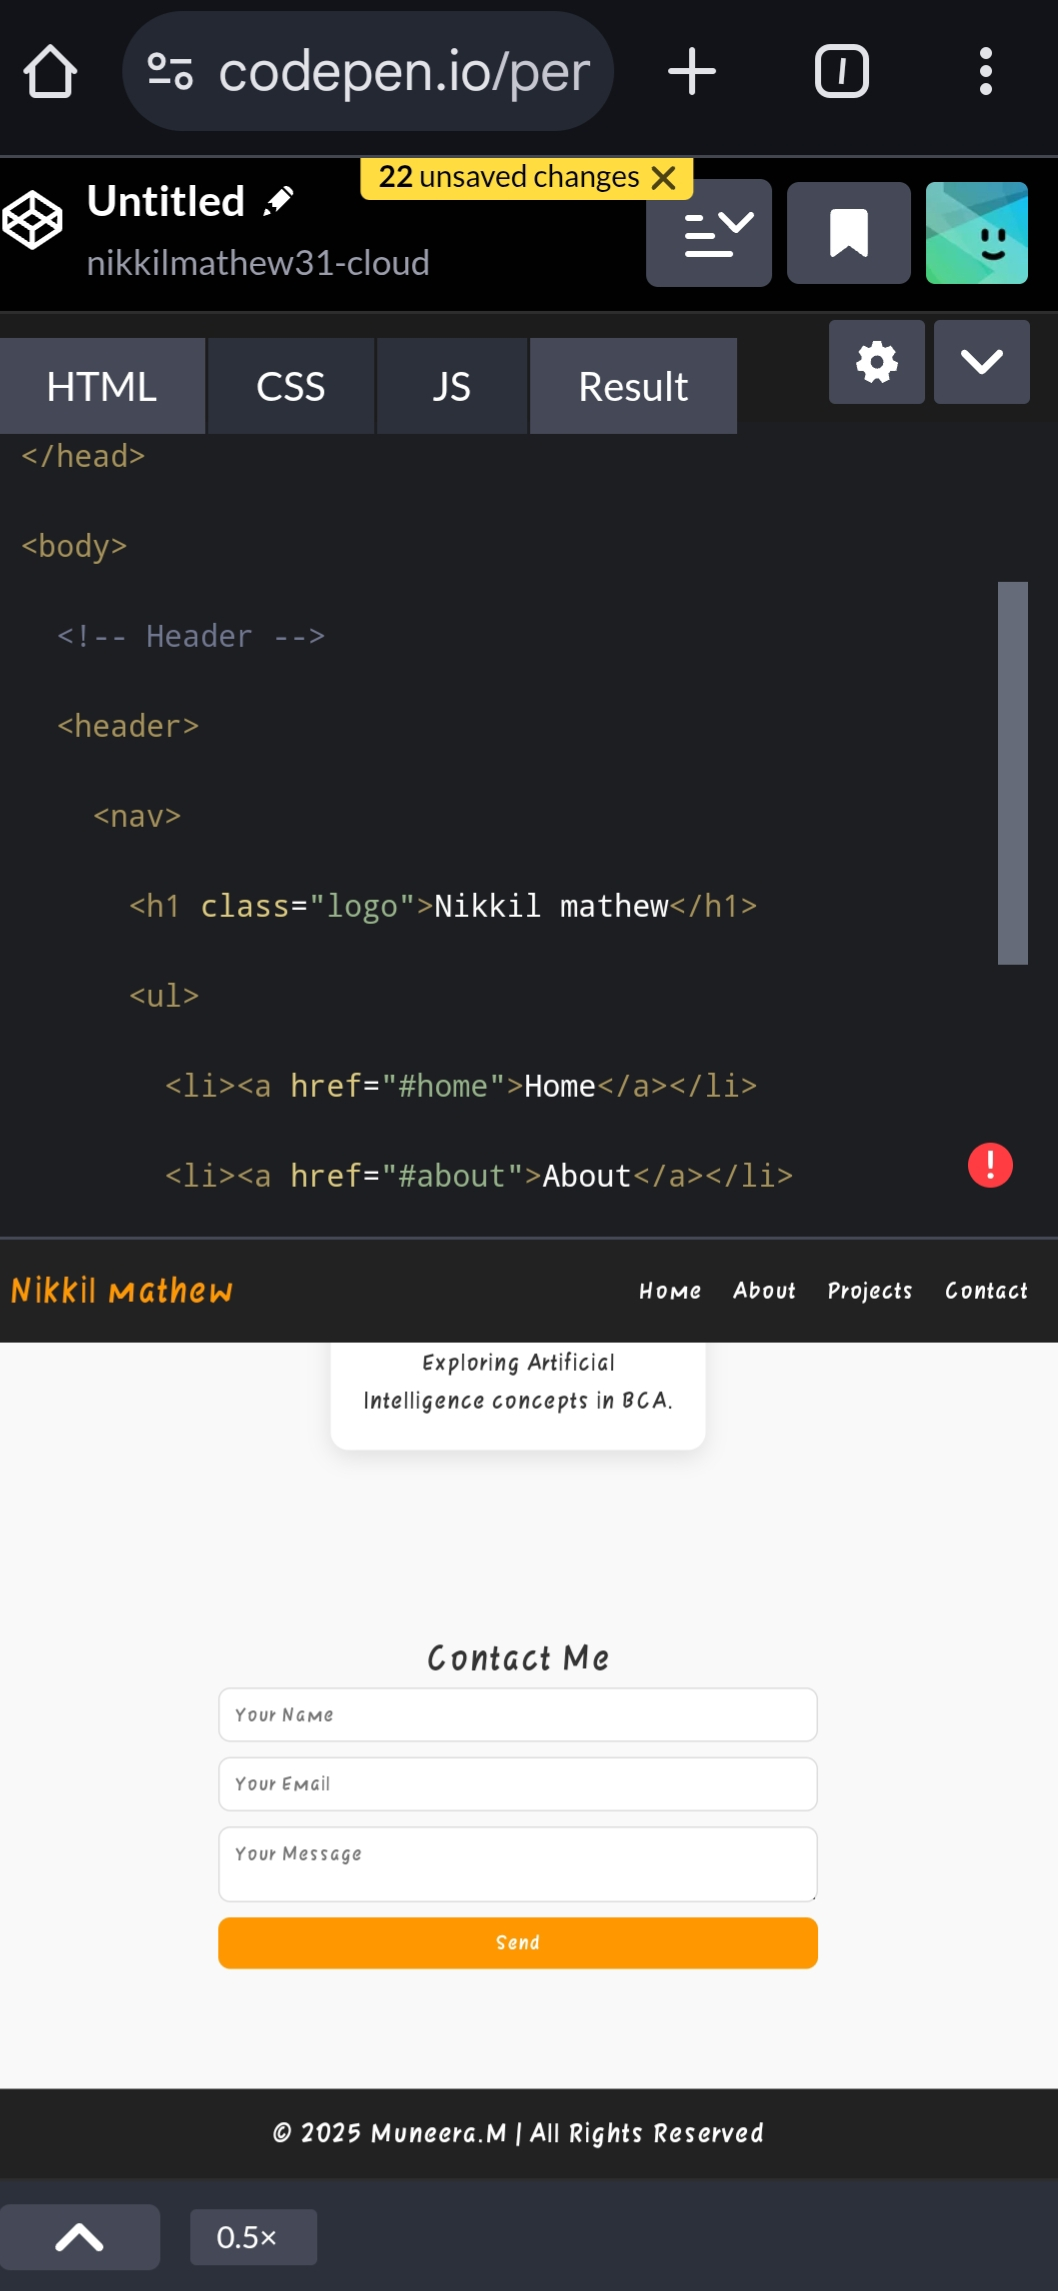 codepen.io/per
22 unsaved changes
Untitled
nikkilmathew31-cloud
HTML CSS JS Result
</head>
<body>
<!-- Header -->
<header>
<nav>
<h1 class="logo">Nikkil mathew</h1>
<ul>
<li><a href="#home">Home</a></li>
<li><a href="#about">About</a></li>
Nikkil mathew Home About Projects Contact
Exploring Artificial
Intelligence concepts in BCA.
Contact Me
Your Name
Your Email
Your Message
Send
© 2025 Muneera.M | All Rights Reserved
0.5×